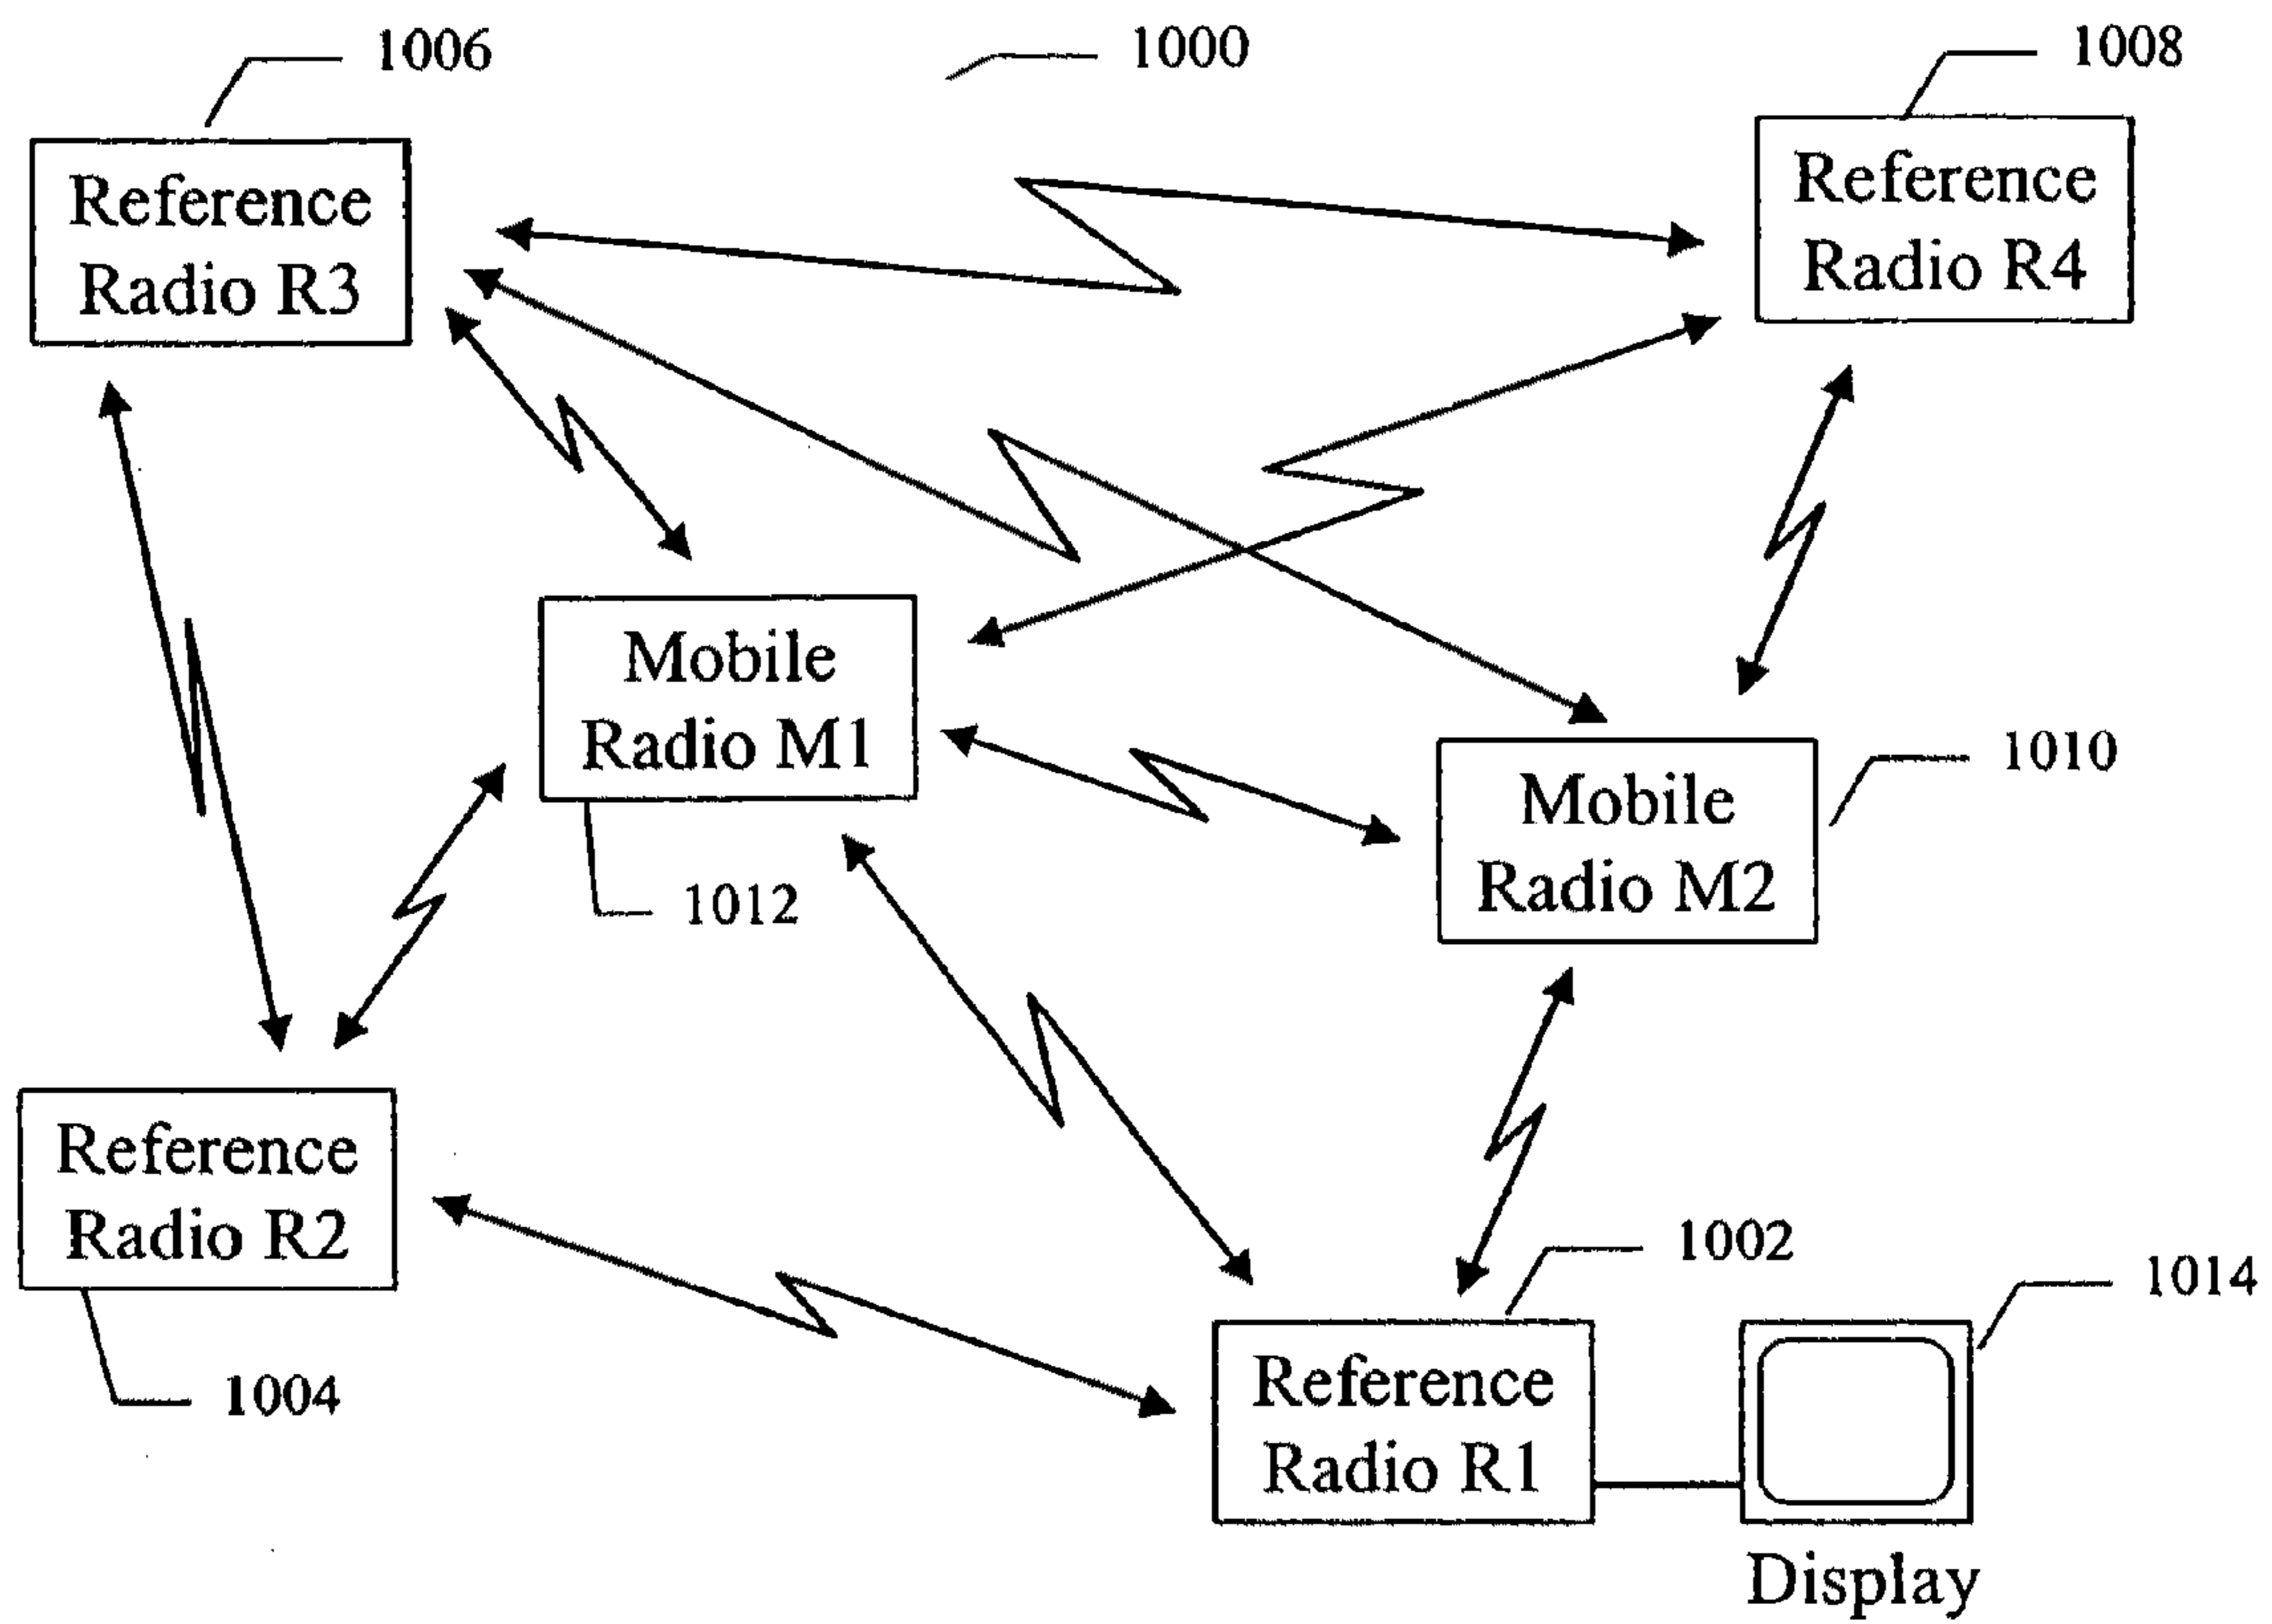 1006
1000
1008
Reference
Radio R3
Reference
Radio R4
Mobile
Radio M1
1012
Mobile
Radio M2
1010
Reference
Radio R2
1004
1002
1014
Reference
Radio R1
Display